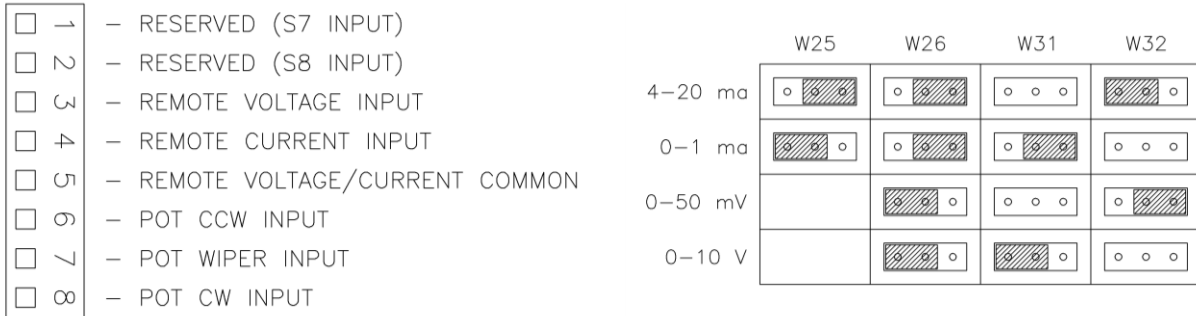 1 – RESERVED (S7 INPUT)
2 – RESERVED (S8 INPUT)
3 – REMOTE VOLTAGE INPUT
4 – REMOTE CURRENT INPUT
5 – REMOTE VOLTAGE/CURRENT COMMON
6 – POT CCW INPUT
7 – POT WIPER INPUT
8 – POT CW INPUT
W25 W26 W31 W32
4–20 ma
0–1 ma
0–50 mV
0–10 V